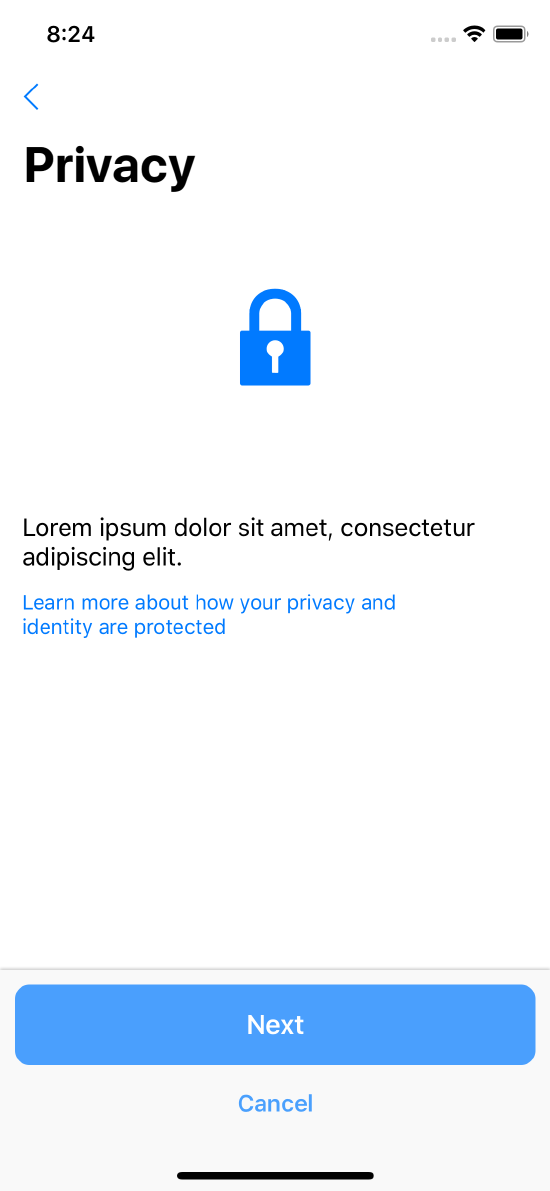 8:24
Privacy
Lorem ipsum dolor sit amet, consectetur
adipiscing elit.
Learn more about how your privacy and
identity are protected
Next
Cancel